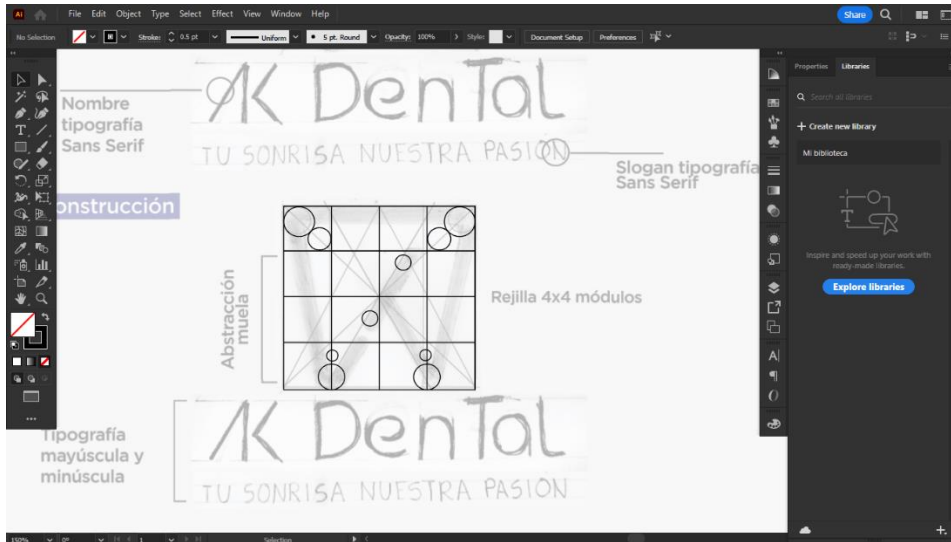 Ai File Edit Object Type Select Effect View Window Help Share
No Selection Stroke: 0.5 pt Uniform 5 pt. Round Opacity: 100% Style: Document Setup Preferences
Properties Libraries
Search all libraries
+ Create new library
Mi biblioteca
Inspire and speed up your work with
ready-made libraries.
Explore libraries
AK DenTal
TU SONRISA NUESTRA PASION
Nombre
tipografía
Sans Serif
Slogan tipografía
Sans Serif
onstrucción
Abstracción
muela
Rejilla 4x4 módulos
AK DenTal
TU SONRISA NUESTRA PASION
Tipografía
mayúscula y
minúscula
150% 0° 1 Selection